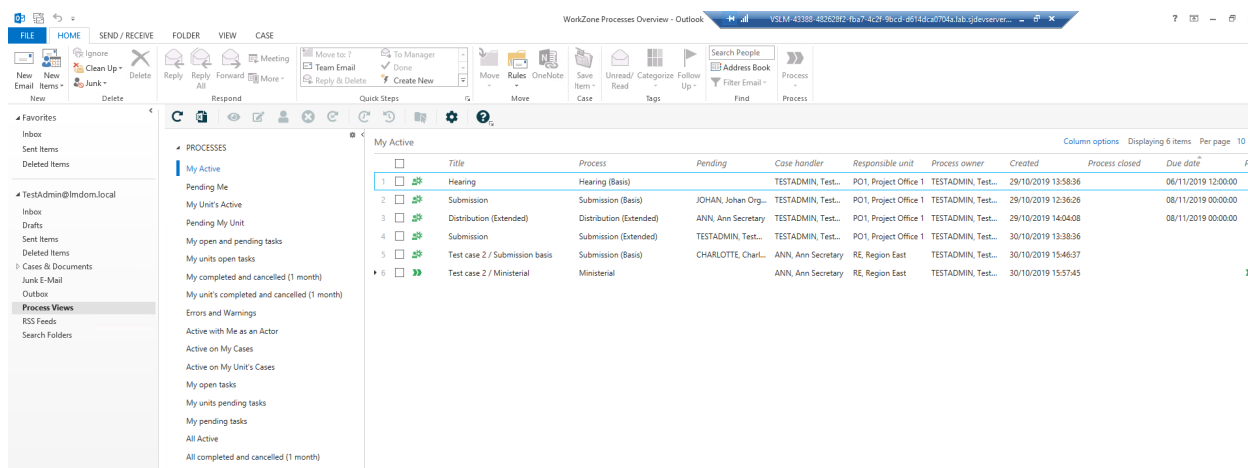 WorkZone Processes Overview - Outlook
VSLM-43388-482628f2-fba7-4c2f-9bcd-d614dca0704a.lab.sjdevserver...
FILE HOME SEND / RECEIVE FOLDER VIEW CASE
New Email
New Items
Ignore
Clean Up
Junk
Delete
Reply
Reply All
Forward
Meeting
More
Move to: ?
Team Email
Reply & Delete
To Manager
Done
Create New
Move
Rules
OneNote
Save Item
Unread/ Read
Categorize
Follow Up
Search People
Address Book
Filter Email
Process
New Delete Respond Quick Steps Move Case Tags Find Process
Favorites
Inbox
Sent Items
Deleted Items
TestAdmin@lmdom.local
Inbox
Drafts
Sent Items
Deleted Items
Cases & Documents
Junk E-Mail
Outbox
Process Views
RSS Feeds
Search Folders
PROCESSES
My Active
Pending Me
My Unit's Active
Pending My Unit
My open and pending tasks
My units open tasks
My completed and cancelled (1 month)
My unit's completed and cancelled (1 month)
Errors and Warnings
Active with Me as an Actor
Active on My Cases
Active on My Unit's Cases
My open tasks
My units pending tasks
My pending tasks
All Active
All completed and cancelled (1 month)
My Active Column options Displaying 6 items Per page 10
Title Process Pending Case handler Responsible unit Process owner Created Process closed Due date
1 Hearing Hearing (Basis) TESTADMIN, Test... PO1, Project Office 1 TESTADMIN, Test... 29/10/2019 13:58:36 06/11/2019 12:00:00
2 Submission Submission (Basis) JOHAN, Johan Org... TESTADMIN, Test... PO1, Project Office 1 TESTADMIN, Test... 29/10/2019 12:36:26 08/11/2019 00:00:00
3 Distribution (Extended) Distribution (Extended) ANN, Ann Secretary TESTADMIN, Test... PO1, Project Office 1 TESTADMIN, Test... 29/10/2019 14:04:08 08/11/2019 00:00:00
4 Submission Submission (Extended) TESTADMIN, Test... TESTADMIN, Test... PO1, Project Office 1 TESTADMIN, Test... 30/10/2019 13:38:36
5 Test case 2 / Submission basis Submission (Basis) CHARLOTTE, Charl... ANN, Ann Secretary RE, Region East TESTADMIN, Test... 30/10/2019 15:46:37
6 Test case 2 / Ministerial Ministerial ANN, Ann Secretary RE, Region East TESTADMIN, Test... 30/10/2019 15:57:45